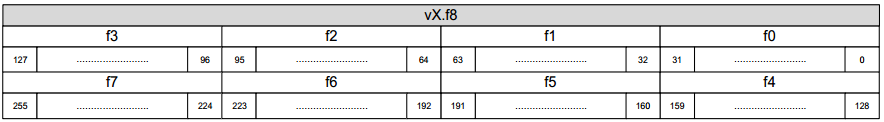 vX.f8
f3 f2 f1 f0
127 ......................... 96 95 ......................... 64 63 ......................... 32 31 ......................... 0
f7 f6 f5 f4
255 ......................... 224 223 ......................... 192 191 ......................... 160 159 ......................... 128